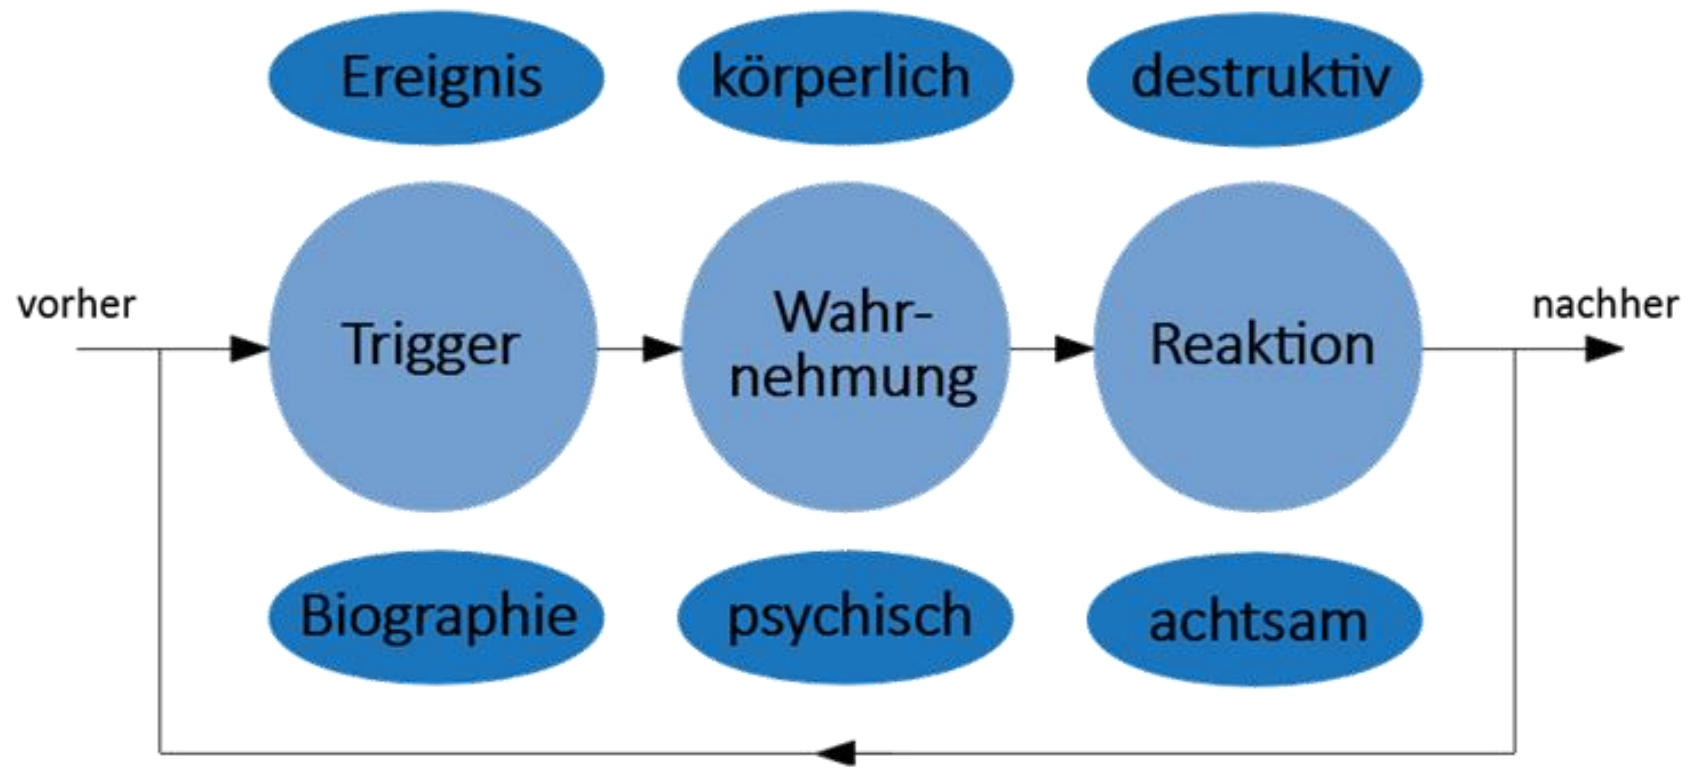 Ereignis
körperlich
destruktiv
vorher
Trigger
Wahr-
nehmung
Reaktion
nachher
Biographie
psychisch
achtsam